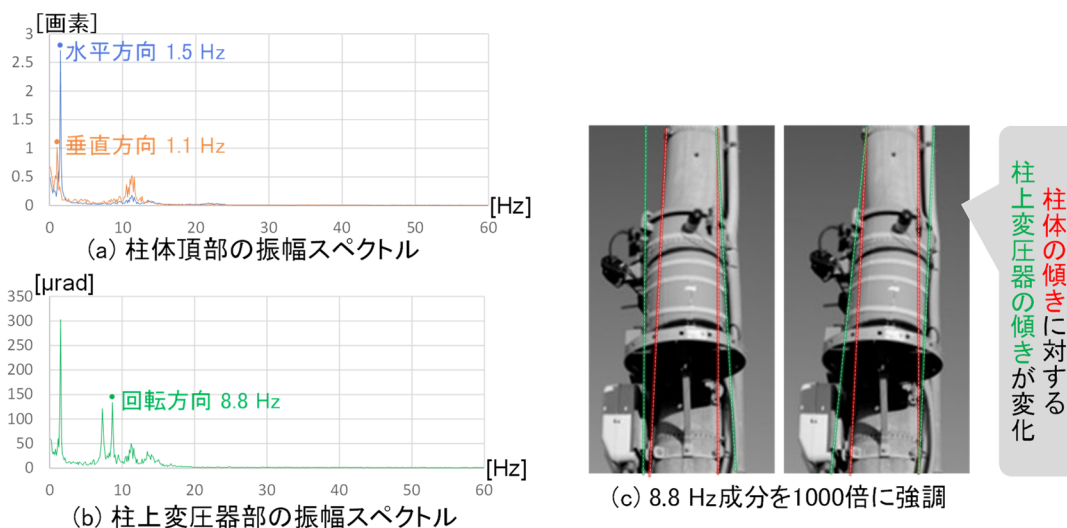 [画素]
3
2.5
2
1.5
1
0.5
0
水平方向 1.5 Hz
垂直方向 1.1 Hz
[Hz]
0 10 20 30 40 50 60
(a) 柱体頂部の振幅スペクトル
[μrad]
350
300
250
200
150
100
50
0
回転方向 8.8 Hz
[Hz]
0 10 20 30 40 50 60
(b) 柱上変圧器部の振幅スペクトル
柱体の傾きに対する
柱上変圧器の傾きが変化
(c) 8.8 Hz成分を1000倍に強調